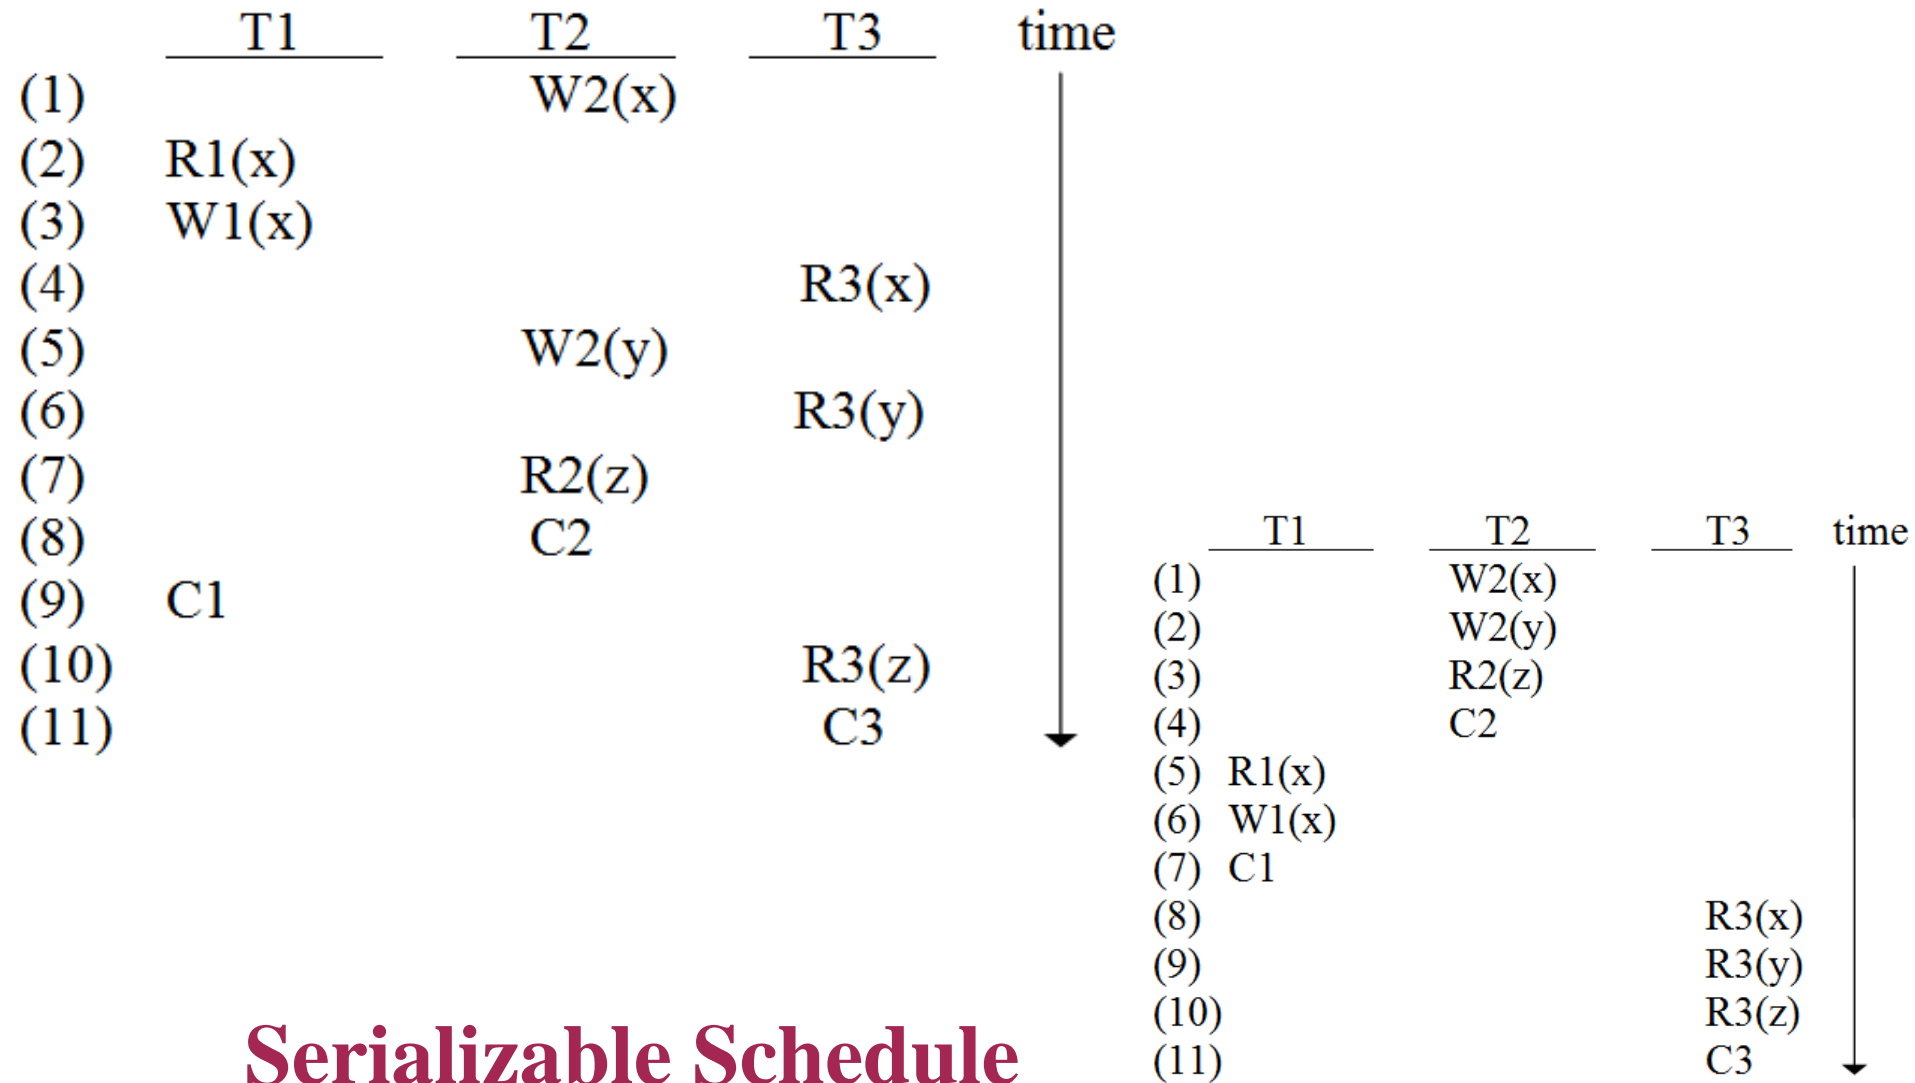 T1 T2 T3 time
(1) W2(x)
(2) R1(x)
(3) W1(x)
(4) R3(x)
(5) W2(y)
(6) R3(y)
(7) R2(z)
(8) C2
(9) C1
(10) R3(z)
(11) C3
T1 T2 T3 time
(1) W2(x)
(2) W2(y)
(3) R2(z)
(4) C2
(5) R1(x)
(6) W1(x)
(7) C1
(8) R3(x)
(9) R3(y)
(10) R3(z)
(11) C3
Serializable Schedule